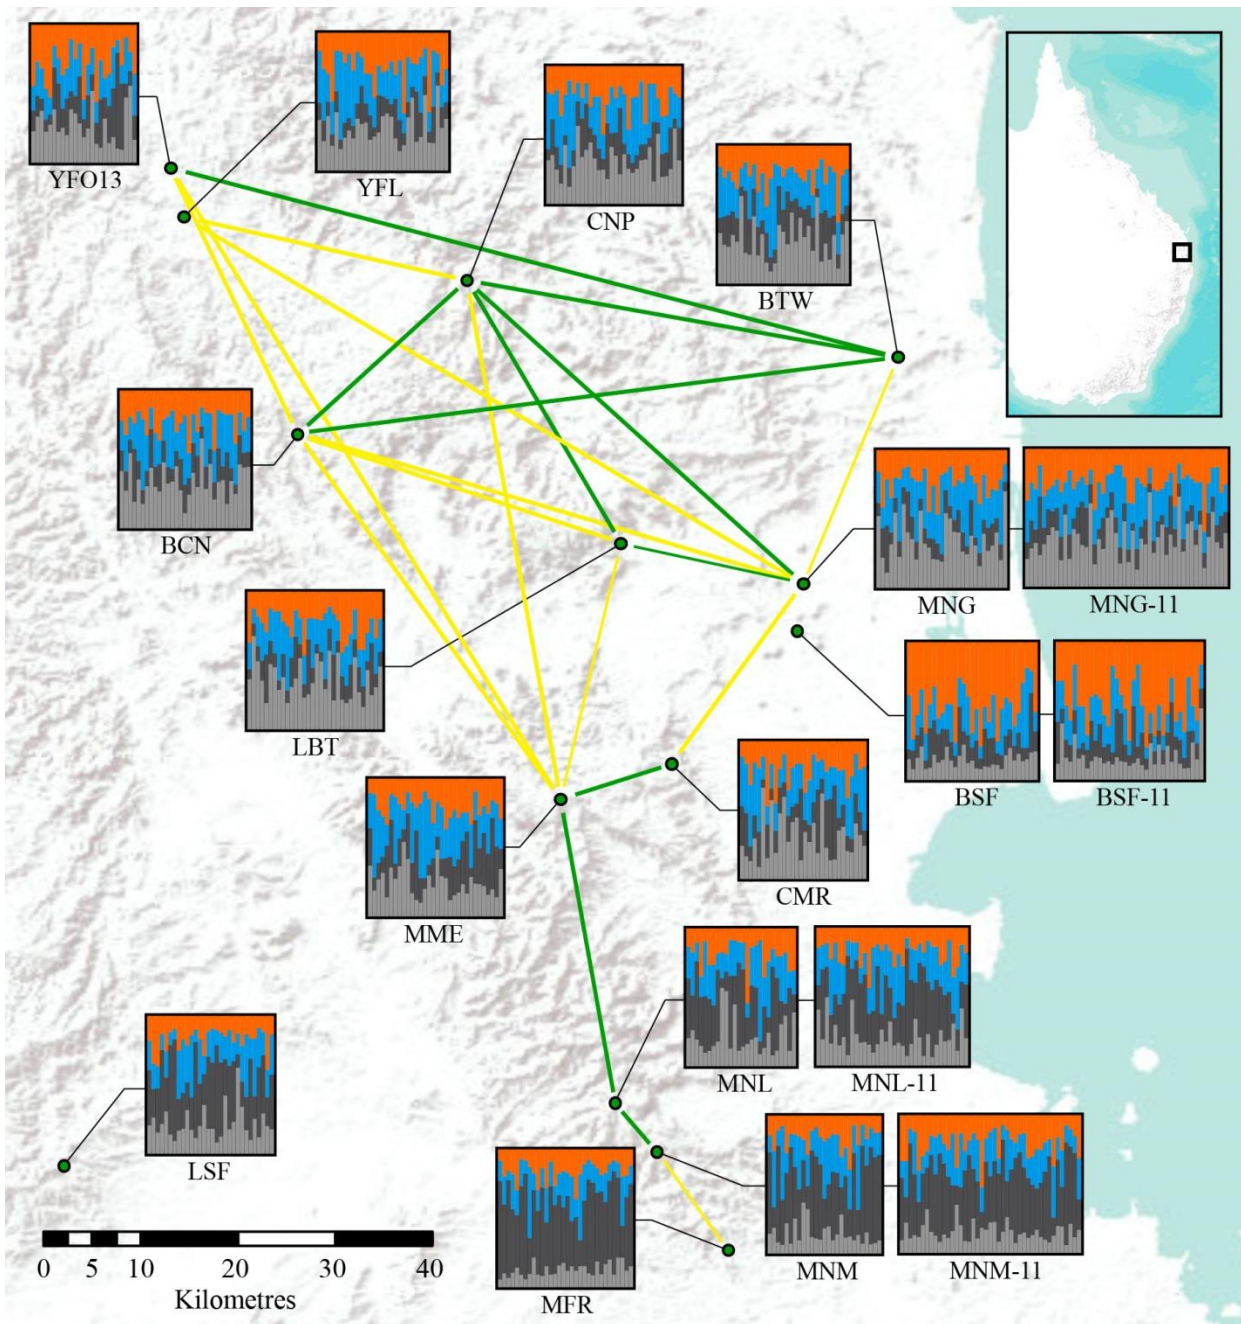 YFO13
YFL
CNP
BTW
BCN
MNG
MNG-11
LBT
BSF
BSF-11
CMR
MME
MNL
MNL-11
LSF
MNM
MNM-11
MFR
0 5 10 20 30 40
Kilometres